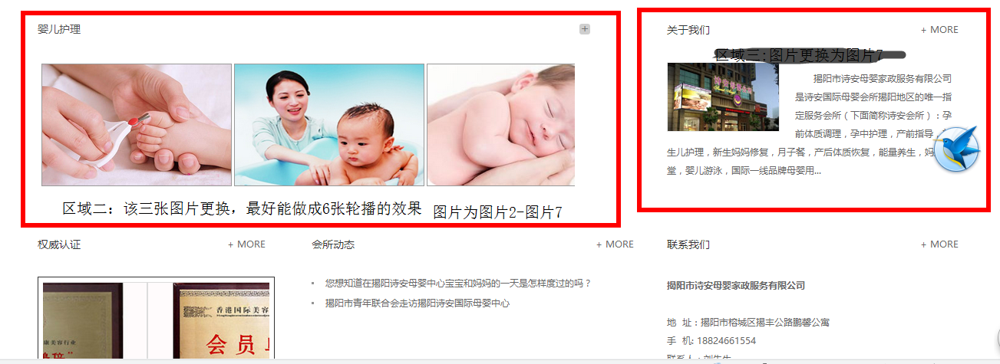 婴儿护理
关于我们
+ MORE
区域三:图片更换为图片7
揭阳市诗安母婴家政服务有限公司
是诗安国际母婴会所揭阳地区的唯一指
定服务会所（下面简称诗安会所）：孕
前体质调理，孕中护理，产前指导，
生儿护理，新生妈妈修复，月子餐，产后体质恢复，能量养生，妈
堂，婴儿游泳，国际一线品牌母婴用...
区域二：该三张图片更换，最好能做成6张轮播的效果
图片为图片2-图片7
权威认证
+ MORE
会所动态
+ MORE
联系我们
+ MORE
您想知道在揭阳诗安母婴中心宝宝和妈妈的一天是怎样度过的吗？
揭阳市青年联合会走访揭阳诗安国际母婴中心
揭阳市诗安母婴家政服务有限公司
地 址：揭阳市榕城区揭丰公路鹏馨公寓
手 机: 18824661554
联系人：刘先生
康美容行业
香港国际美容
会员